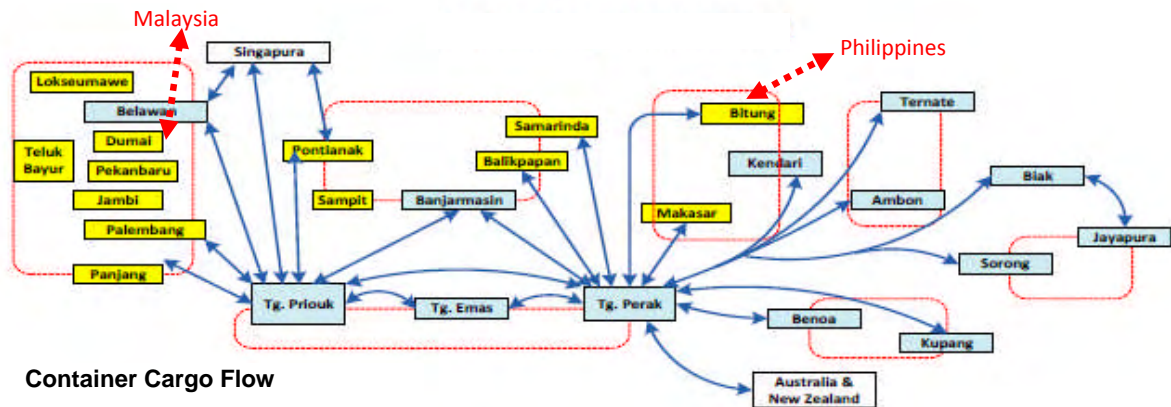 Malaysia
Singapura
Philippines
Lokseumawe
Belawan
Ternate
Bitung
Samarinda
Dumai
Teluk
Bayur
Pontianak
Balikpapan
Kendari
Pekanbaru
Biak
Jambi
Sampit
Banjarmasin
Ambon
Makasar
Palembang
Jayapura
Sorong
Panjang
Tg. Priouk
Tg. Emas
Tg. Perak
Benoa
Kupang
Container Cargo Flow
Australia &
New Zealand